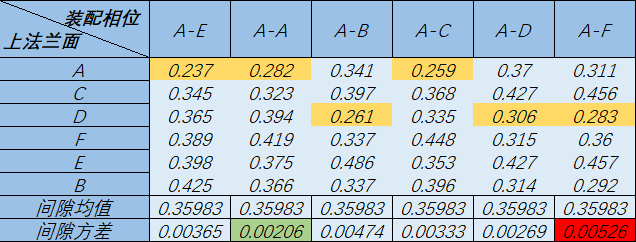 装配相位
上法兰面 A-E A-A A-B A-C A-D A-F
A 0.237 0.282 0.341 0.259 0.37 0.311
C 0.345 0.323 0.397 0.368 0.427 0.456
D 0.365 0.394 0.261 0.335 0.306 0.283
F 0.389 0.419 0.337 0.448 0.315 0.36
E 0.398 0.375 0.486 0.353 0.427 0.457
B 0.425 0.366 0.337 0.396 0.314 0.292
间隙均值 0.35983 0.35983 0.35983 0.35983 0.35983 0.35983
间隙方差 0.00365 0.00206 0.00474 0.00333 0.00269 0.00526